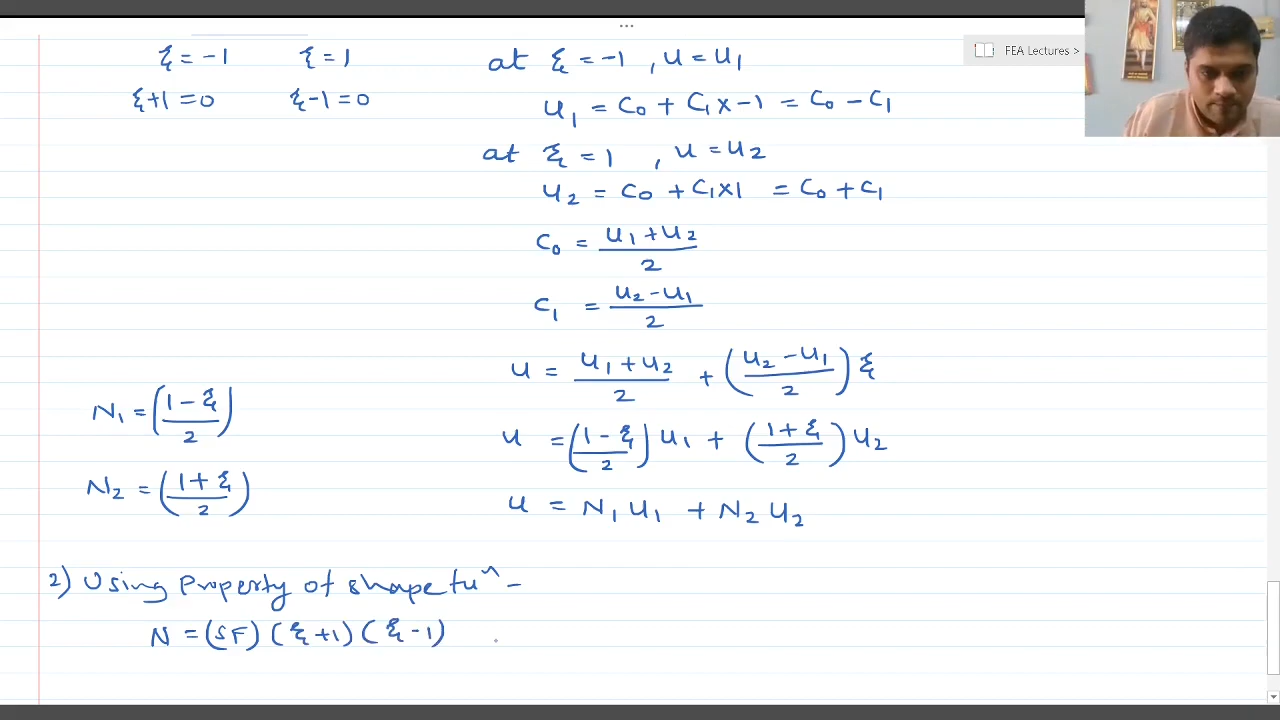 ξ = -1 ξ = 1
ξ+1 = 0 ξ-1 = 0
at ξ = -1 , u = u₁
u₁ = C₀ + C₁ × -1 = C₀ - C₁
at ξ = 1 , u = u₂
u₂ = C₀ + C₁×1 = C₀ + C₁
C₀ = (u₁ + u₂)/2
C₁ = (u₂ - u₁)/2
u = (u₁ + u₂)/2 + ((u₂ - u₁)/2) ξ
N₁ = ((1 - ξ)/2)
u = ((1 - ξ)/2) u₁ + ((1 + ξ)/2) u₂
N₂ = ((1 + ξ)/2)
u = N₁ u₁ + N₂ u₂
2) Using Property of shape fuⁿ -
N = (SF) (ξ +1) (ξ -1)
FEA Lectures >